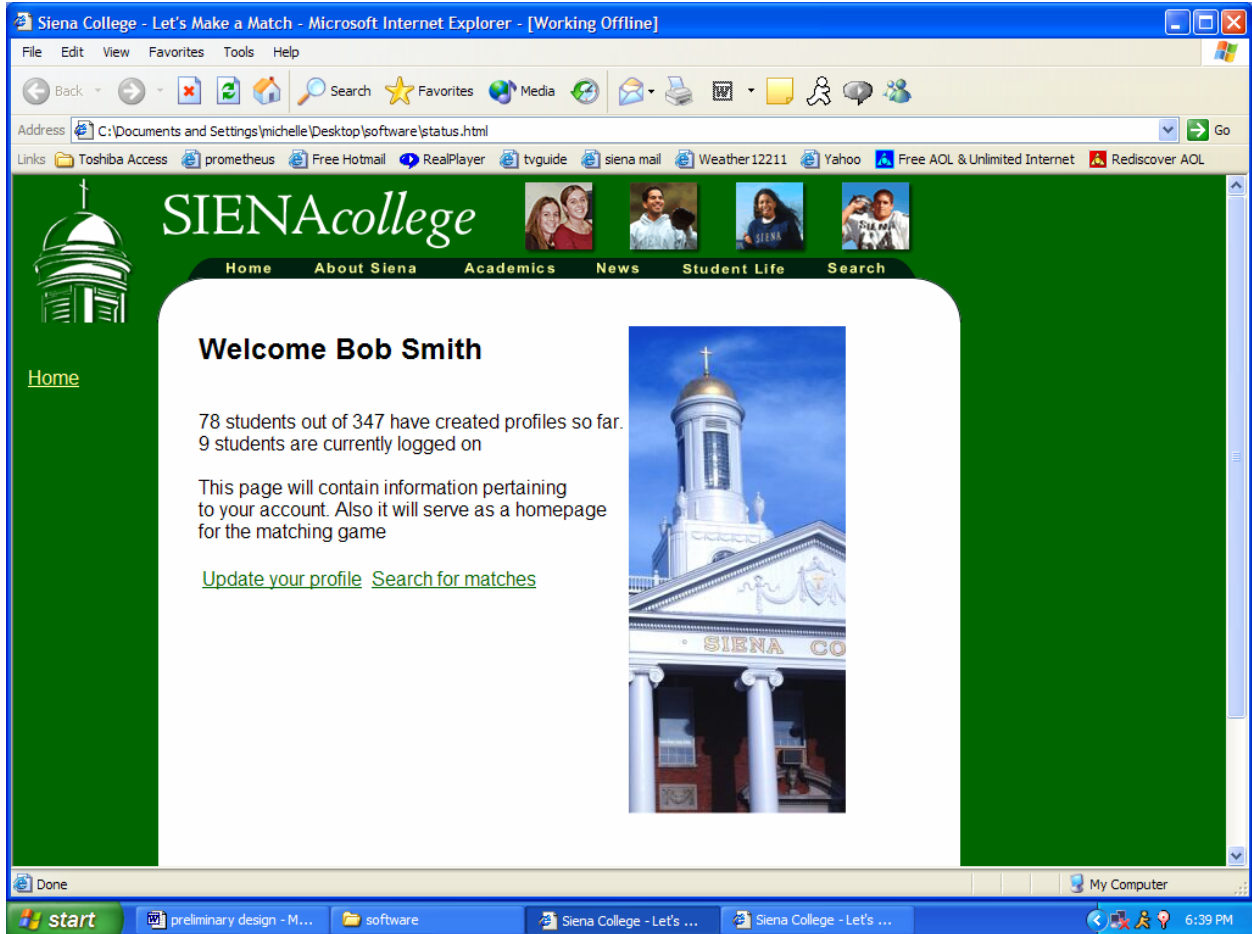 Siena College - Let's Make a Match - Microsoft Internet Explorer - [Working Offline]
File Edit View Favorites Tools Help
Back Search Favorites Media
Address C:\Documents and Settings\michelle\Desktop\software\status.html Go
Links Toshiba Access prometheus Free Hotmail RealPlayer tvguide siena mail Weather12211 Yahoo Free AOL & Unlimited Internet Rediscover AOL
SIENAcollege
Home About Siena Academics News Student Life Search
Home
Welcome Bob Smith
78 students out of 347 have created profiles so far.
9 students are currently logged on
This page will contain information pertaining
to your account. Also it will serve as a homepage
for the matching game
Update your profile Search for matches
SIENA CO
SIENA
Done My Computer
start preliminary design - M... software Siena College - Let's ... Siena College - Let's ... 6:39 PM